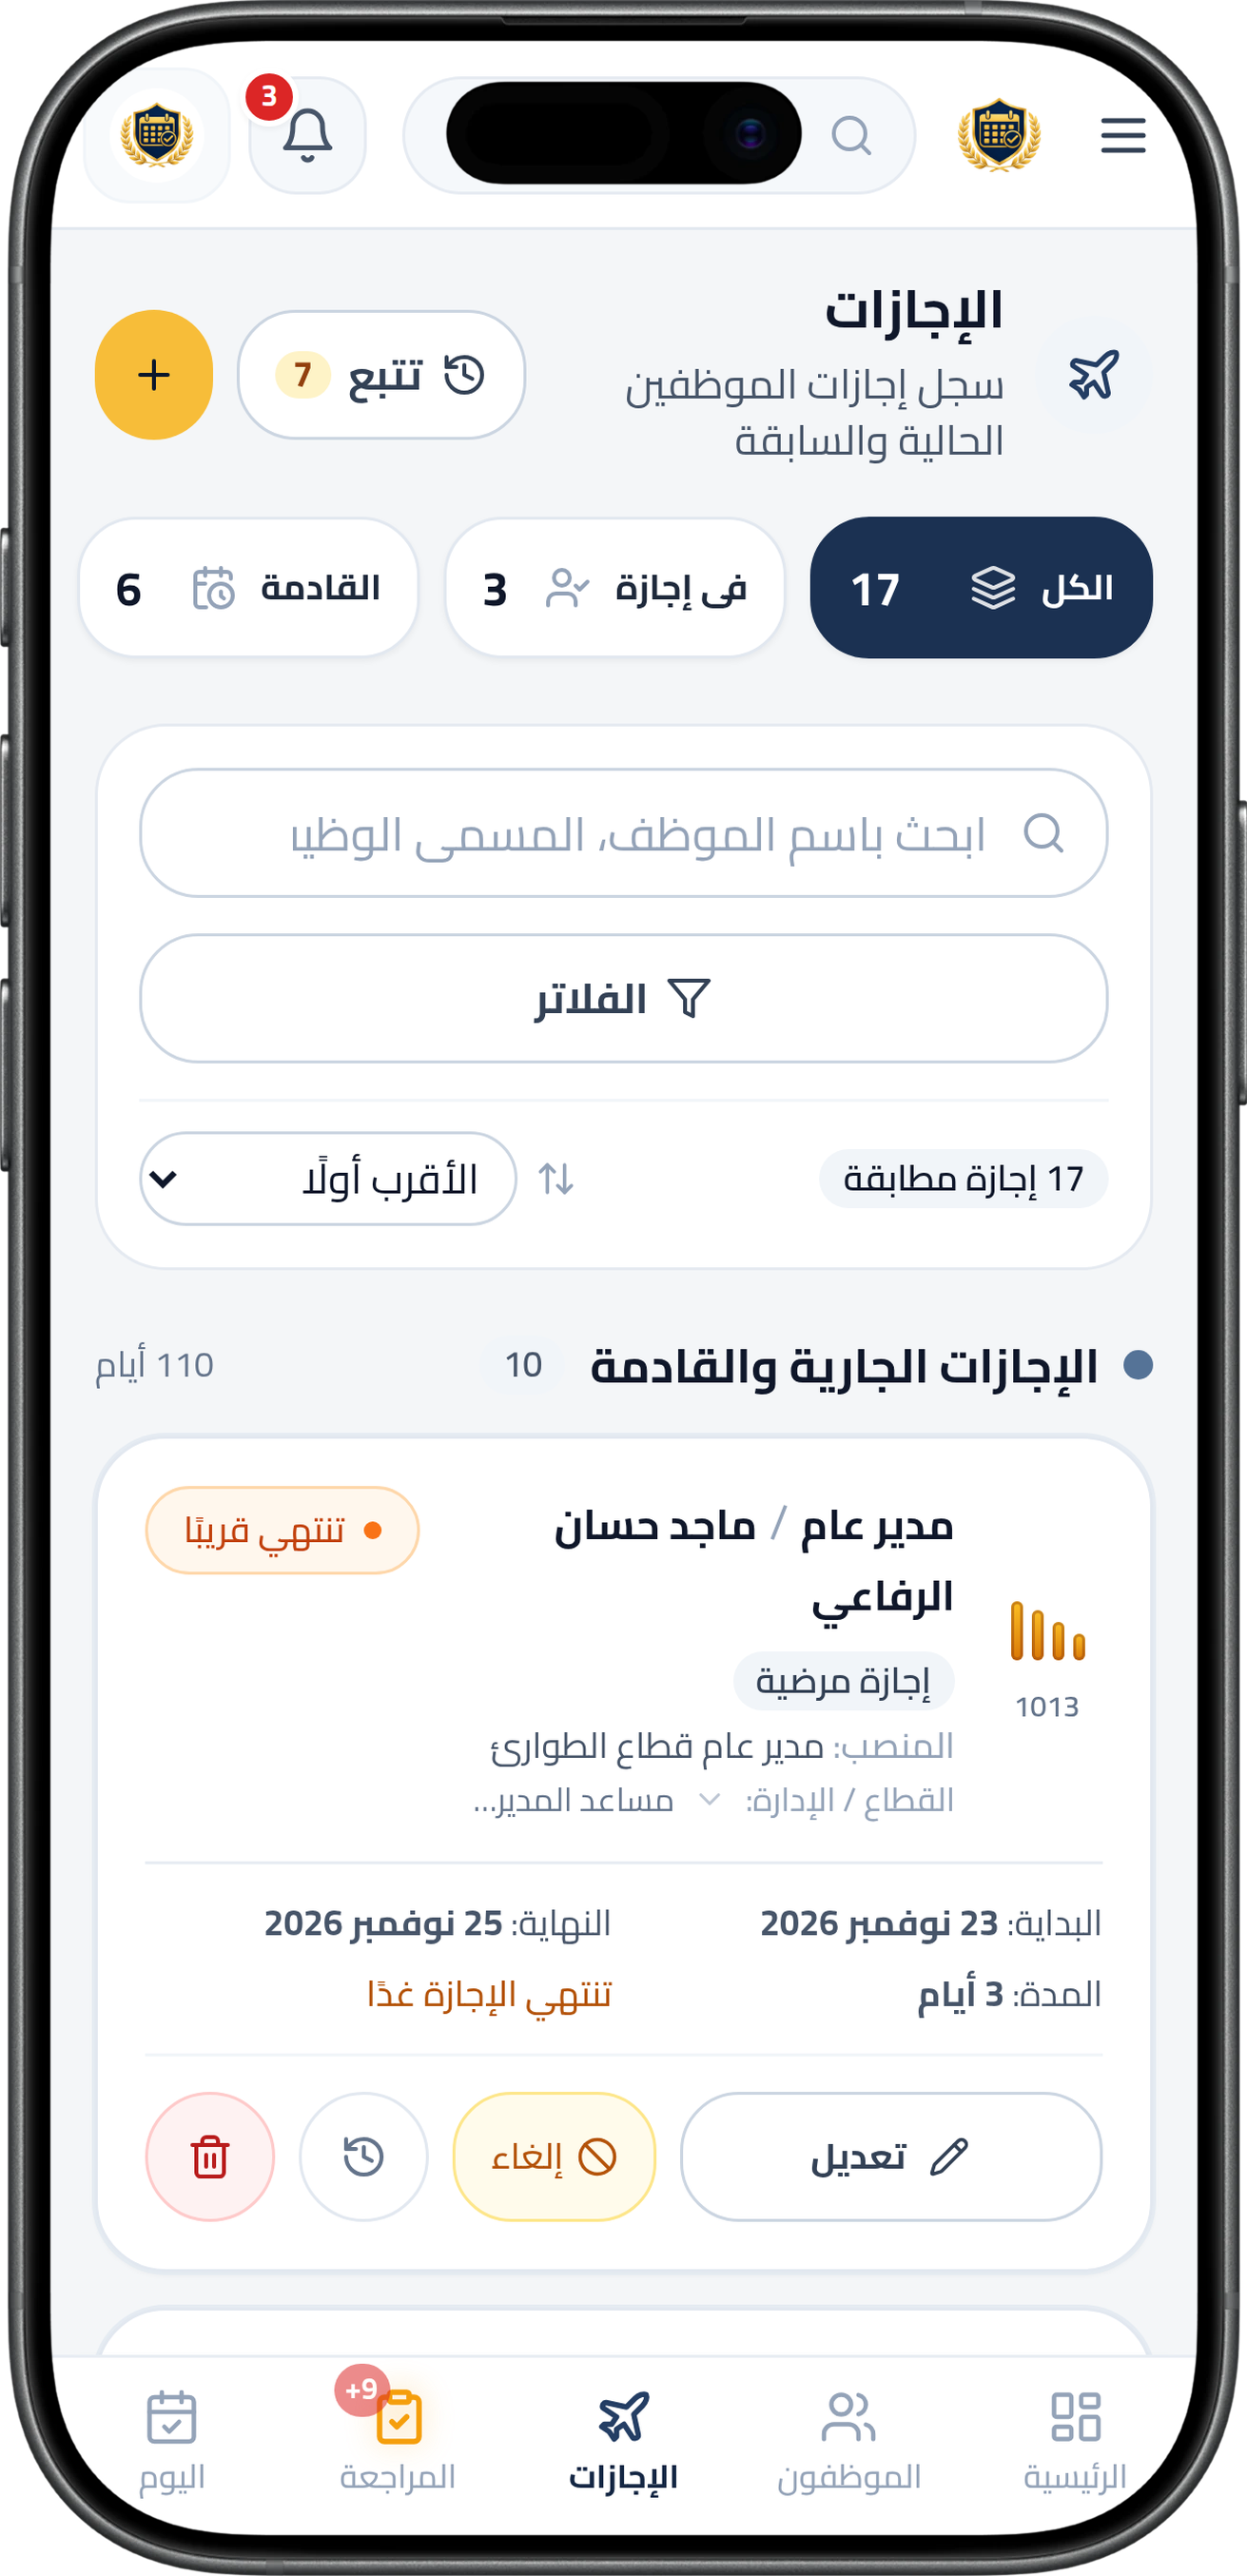 3
الإجازات
سجل إجازات الموظفين
الحالية والسابقة
تتبع 7
الكل 17
في إجازة 3
القادمة 6
ابحث باسم الموظف، المسمى الوظيا
الفلاتر
17 إجازة مطابقة
الأقرب أولًا
الإجازات الجارية والقادمة 10
110 أيام
مدير عام / ماجد حسان
الرفاعي
تنتهي قريبًا
1013
إجازة مرضية
المنصب: مدير عام قطاع الطوارئ
القطاع / الإدارة: مساعد المدير...
البداية: 23 نوفمبر 2026
النهاية: 25 نوفمبر 2026
المدة: 3 أيام
تنتهي الإجازة غدًا
تعديل
إلغاء
الرئيسية
الموظفون
الإجازات
المراجعة
+9
اليوم